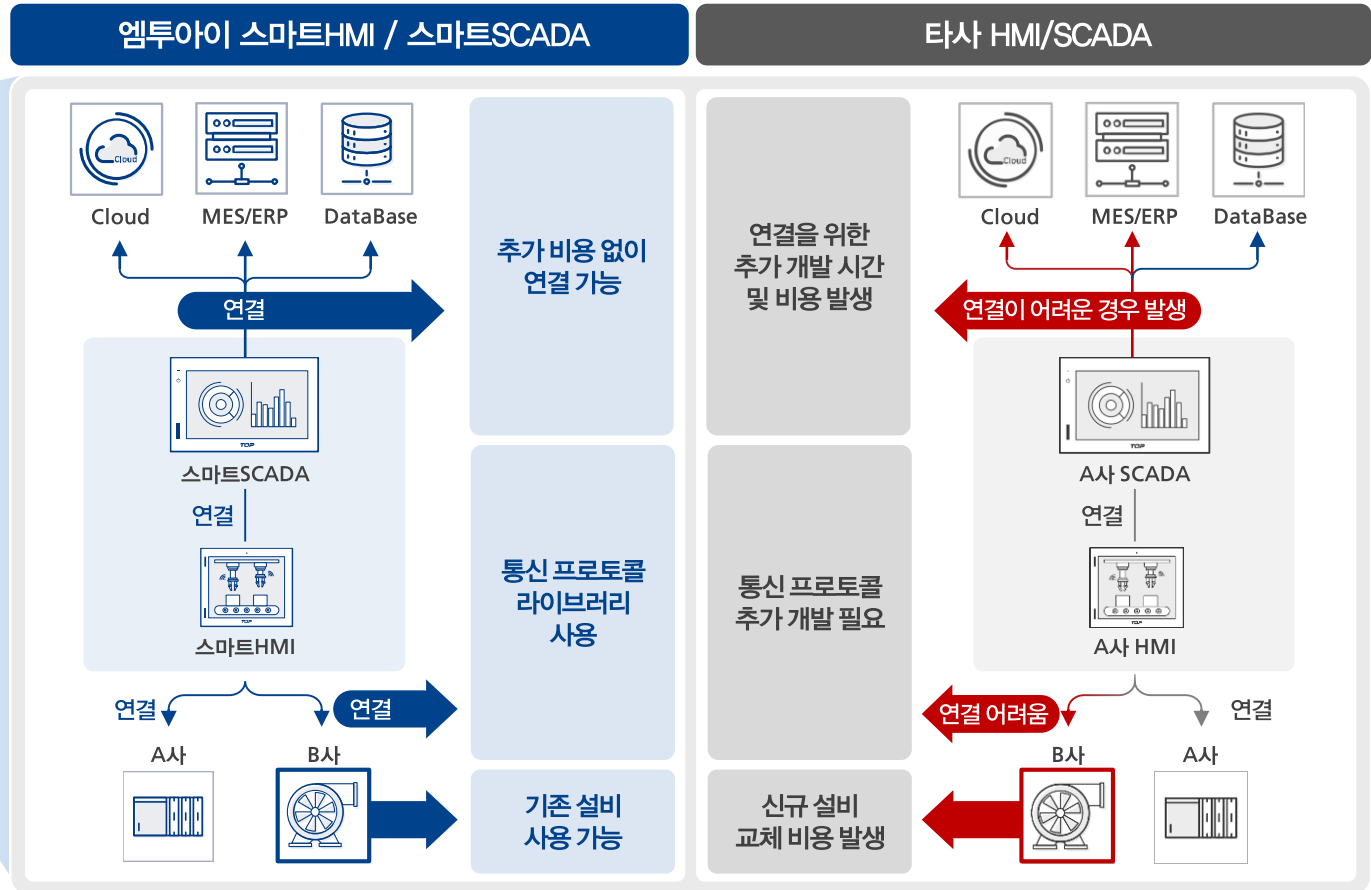 엠투아이 스마트HMI / 스마트SCADA
타사 HMI/SCADA
Cloud
Cloud
MES/ERP
DataBase
연결
스마트SCADA
TOP
연결
스마트HMI
TOP
연결
연결
A사
B사
추가 비용 없이
연결 가능
통신 프로토콜
라이브러리
사용
기존 설비
사용 가능
연결을 위한
추가 개발 시간
및 비용 발생
통신 프로토콜
추가 개발 필요
신규 설비
교체 비용 발생
Cloud
Cloud
MES/ERP
DataBase
연결이 어려운 경우 발생
TOP
A사 SCADA
연결
TOP
A사 HMI
연결 어려움
연결
B사
A사